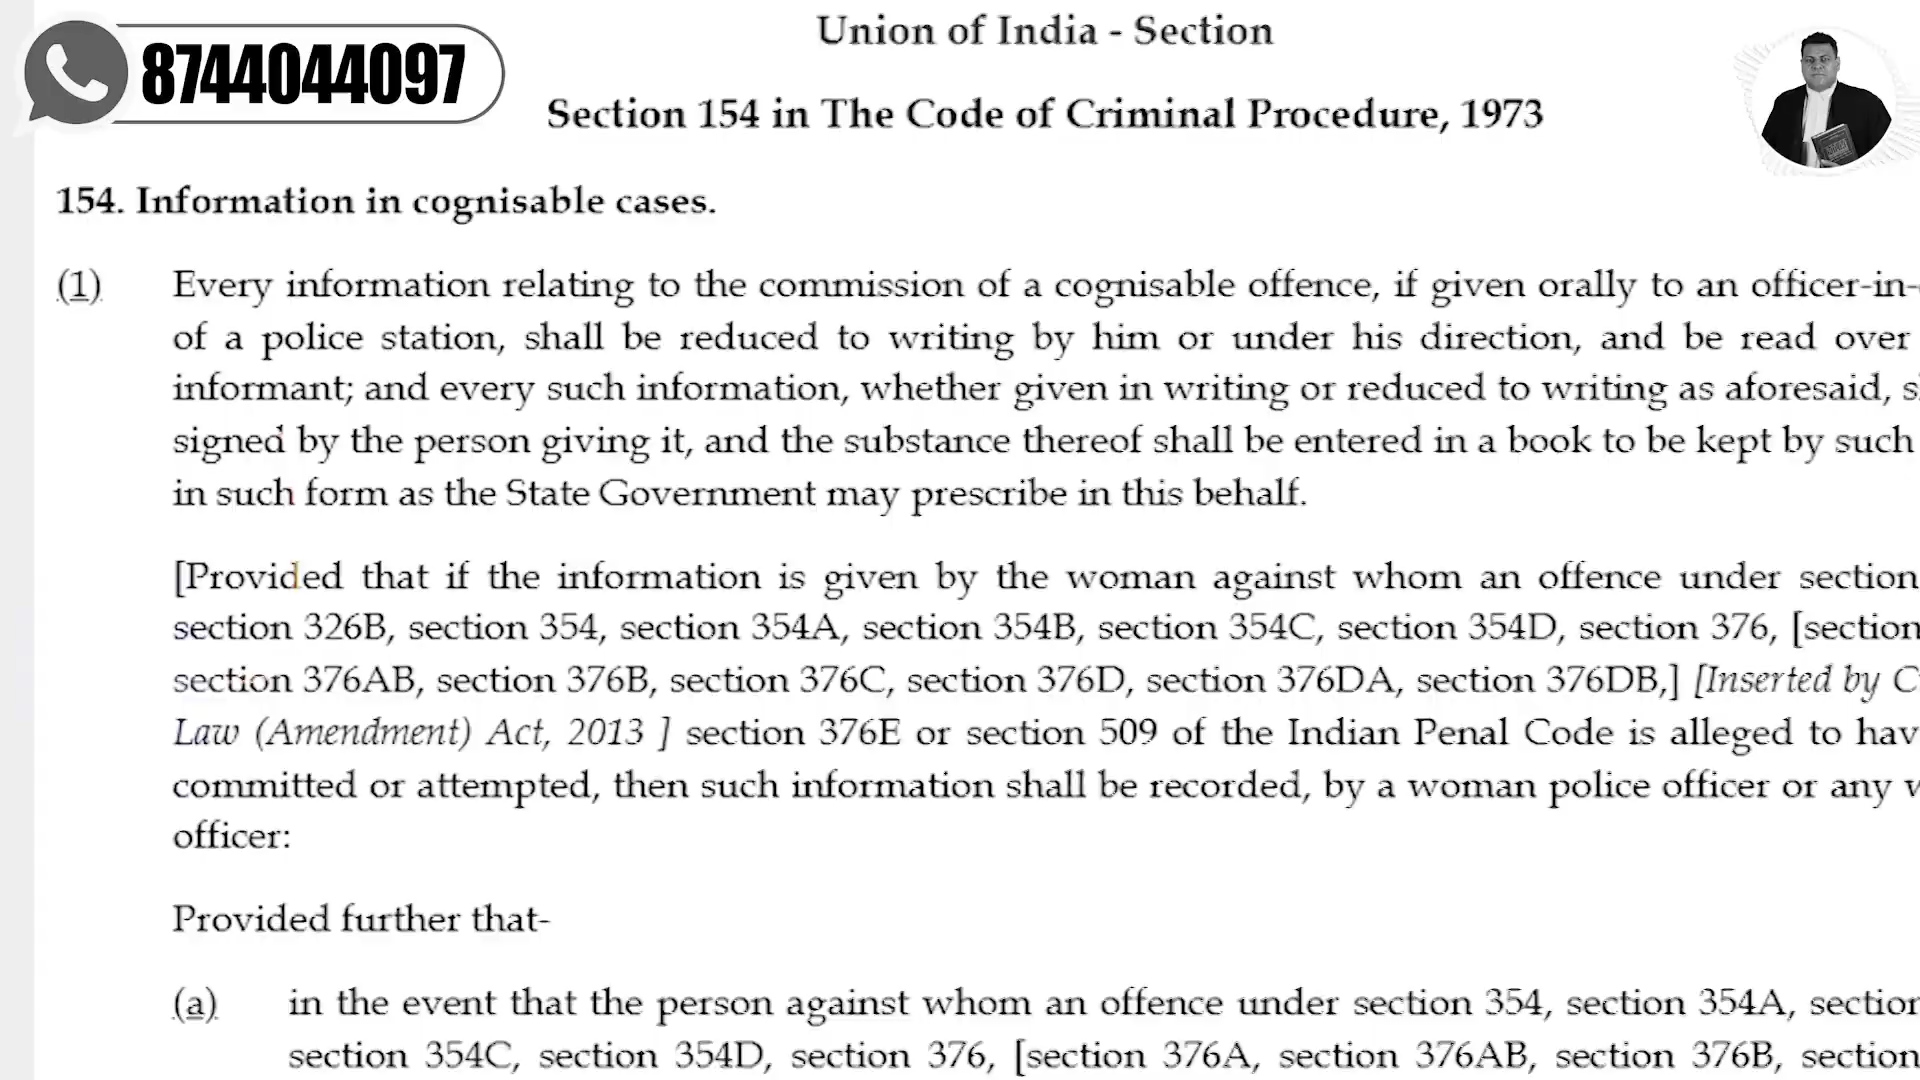 8744044097
Union of India - Section
Section 154 in The Code of Criminal Procedure, 1973
154. Information in cognisable cases.
(1) Every information relating to the commission of a cognisable offence, if given orally to an officer-in-
of a police station, shall be reduced to writing by him or under his direction, and be read over
informant; and every such information, whether given in writing or reduced to writing as aforesaid,
signed by the person giving it, and the substance thereof shall be entered in a book to be kept by such
in such form as the State Government may prescribe in this behalf.
[Provided that if the information is given by the woman against whom an offence under section
section 326B, section 354, section 354A, section 354B, section 354C, section 354D, section 376, [section
section 376AB, section 376B, section 376C, section 376D, section 376DA, section 376DB,] [Inserted by
Law (Amendment) Act, 2013 ] section 376E or section 509 of the Indian Penal Code is alleged to
committed or attempted, then such information shall be recorded, by a woman police officer or any
officer:
Provided further that-
(a) in the event that the person against whom an offence under section 354, section 354A, section
section 354C, section 354D, section 376, [section 376A, section 376AB, section 376B, section